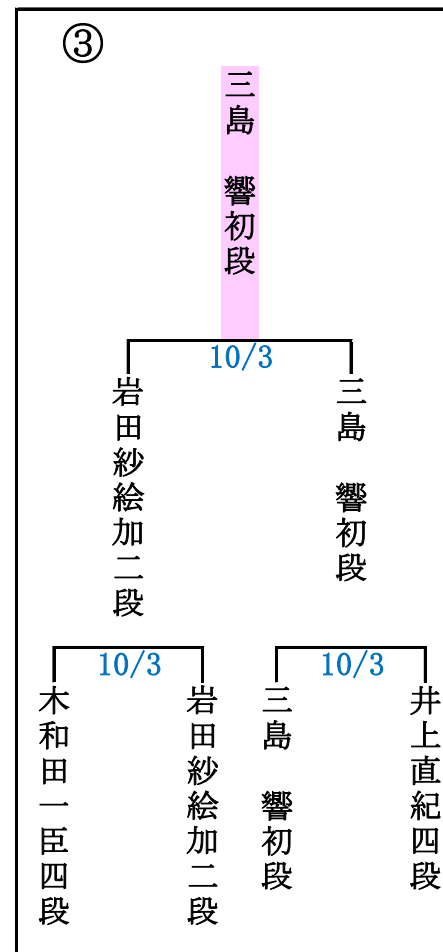 ③
三島 響初段
10/3
岩田紗絵加二段
三島 響初段
10/3
10/3
木和田一臣四段
岩田紗絵加二段
三島 響初段
井上直紀四段